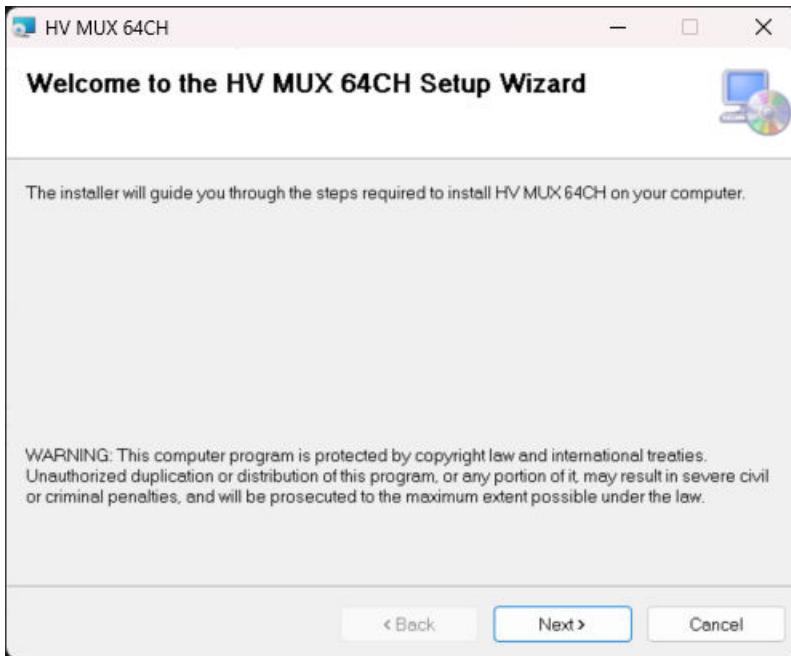 HV MUX 64CH
Welcome to the HV MUX 64CH Setup Wizard
The installer will guide you through the steps required to install HV MUX 64CH on your computer.
WARNING: This computer program is protected by copyright law and international treaties.
Unauthorized duplication or distribution of this program, or any portion of it, may result in severe civil
or criminal penalties, and will be prosecuted to the maximum extent possible under the law.
< Back
Next >
Cancel